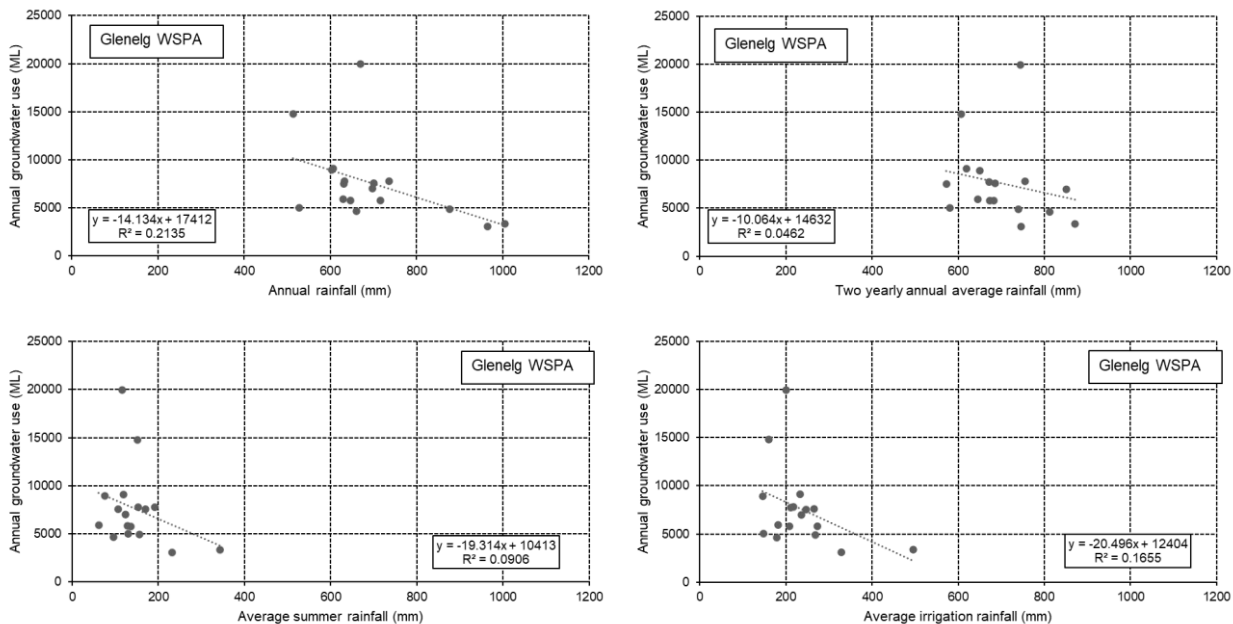 Glenelg WSPA
Annual groundwater use (ML)
25000
20000
15000
10000
5000
0
y = -14.134x + 17412
R² = 0.2135
0 200 400 600 800 1000 1200
Annual rainfall (mm)
Glenelg WSPA
Annual groundwater use (ML)
25000
20000
15000
10000
5000
0
y = -10.064x + 14632
R² = 0.0462
0 200 400 600 800 1000 1200
Two yearly annual average rainfall (mm)
Glenelg WSPA
Annual groundwater use (ML)
25000
20000
15000
10000
5000
0
y = -19.314x + 10413
R² = 0.0906
0 200 400 600 800 1000 1200
Average summer rainfall (mm)
Glenelg WSPA
Annual groundwater use (ML)
25000
20000
15000
10000
5000
0
y = -20.496x + 12404
R² = 0.1655
0 200 400 600 800 1000 1200
Average irrigation rainfall (mm)